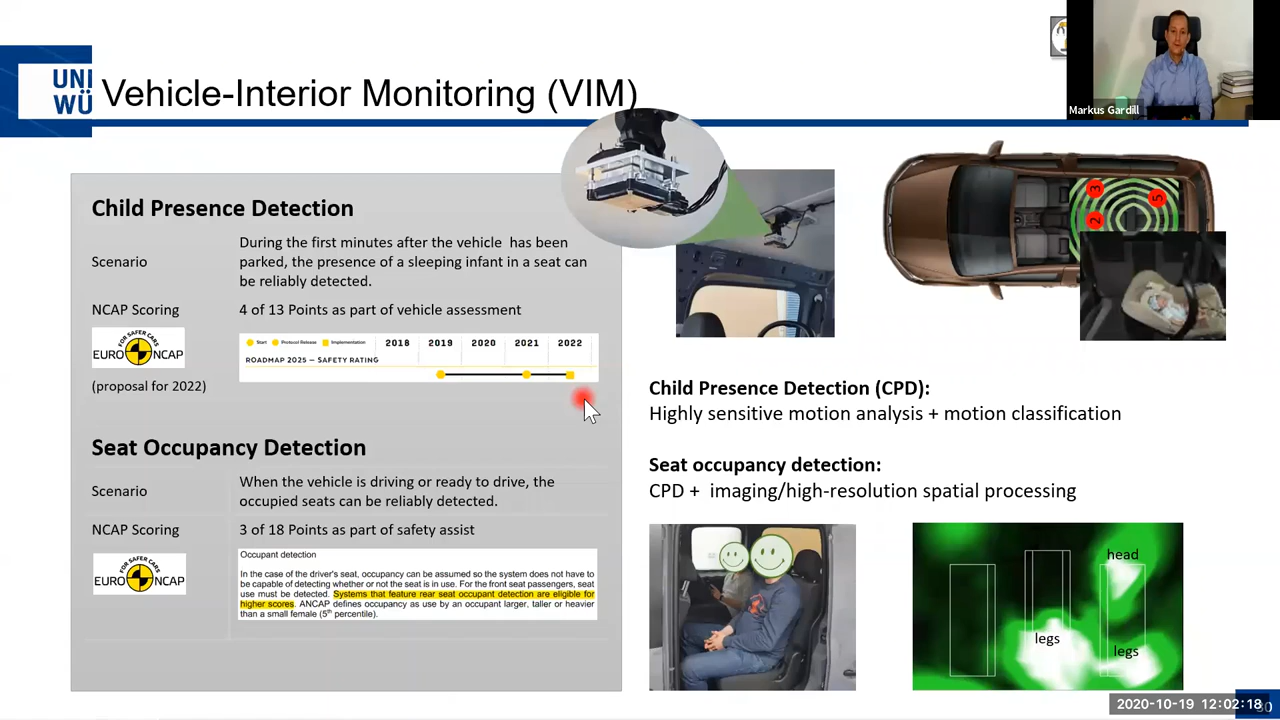 UNI
WÜ
Vehicle-Interior Monitoring (VIM)
Markus Gardill
Child Presence Detection
Scenario
During the first minutes after the vehicle has been
parked, the presence of a sleeping infant in a seat can
be reliably detected.
NCAP Scoring
4 of 13 Points as part of vehicle assessment
FOR SAFER CARS
EURO NCAP
(proposal for 2022)
Start Protocol Release Implementation 2018 2019 2020 2021 2022
ROADMAP 2025 – SAFETY RATING
Seat Occupancy Detection
Scenario
When the vehicle is driving or ready to drive, the
occupied seats can be reliably detected.
NCAP Scoring
3 of 18 Points as part of safety assist
FOR SAFER CARS
EURO NCAP
Occupant detection
In the case of the driver's seat, occupancy can be assumed so the system does not have to
be capable of detecting whether or not the seat is in use. For the front seat passengers, seat
use must be detected. Systems that feature rear seat occupant detection are eligible for
higher scores. ANCAP defines occupancy as use by an occupant larger, taller or heavier
than a small female (5th percentile).
3
5
2
Child Presence Detection (CPD):
Highly sensitive motion analysis + motion classification
Seat occupancy detection:
CPD + imaging/high-resolution spatial processing
head
legs
legs
2020-10-19 12:02:18
30